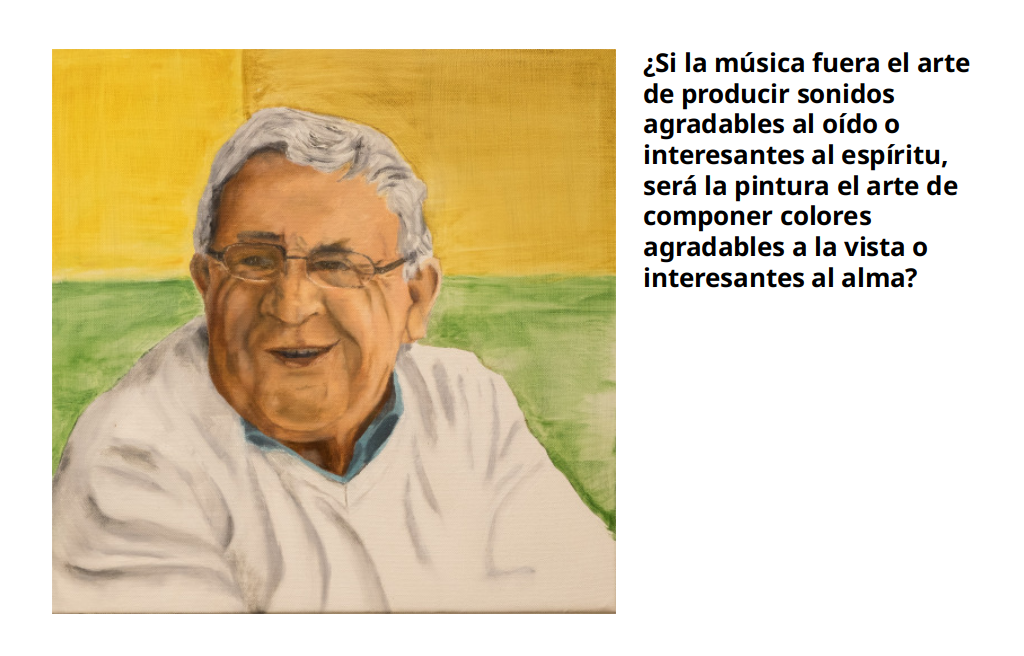 ¿Si la música fuera el arte
de producir sonidos
agradables al oído o
interesantes al espíritu,
será la pintura el arte de
componer colores
agradables a la vista o
interesantes al alma?